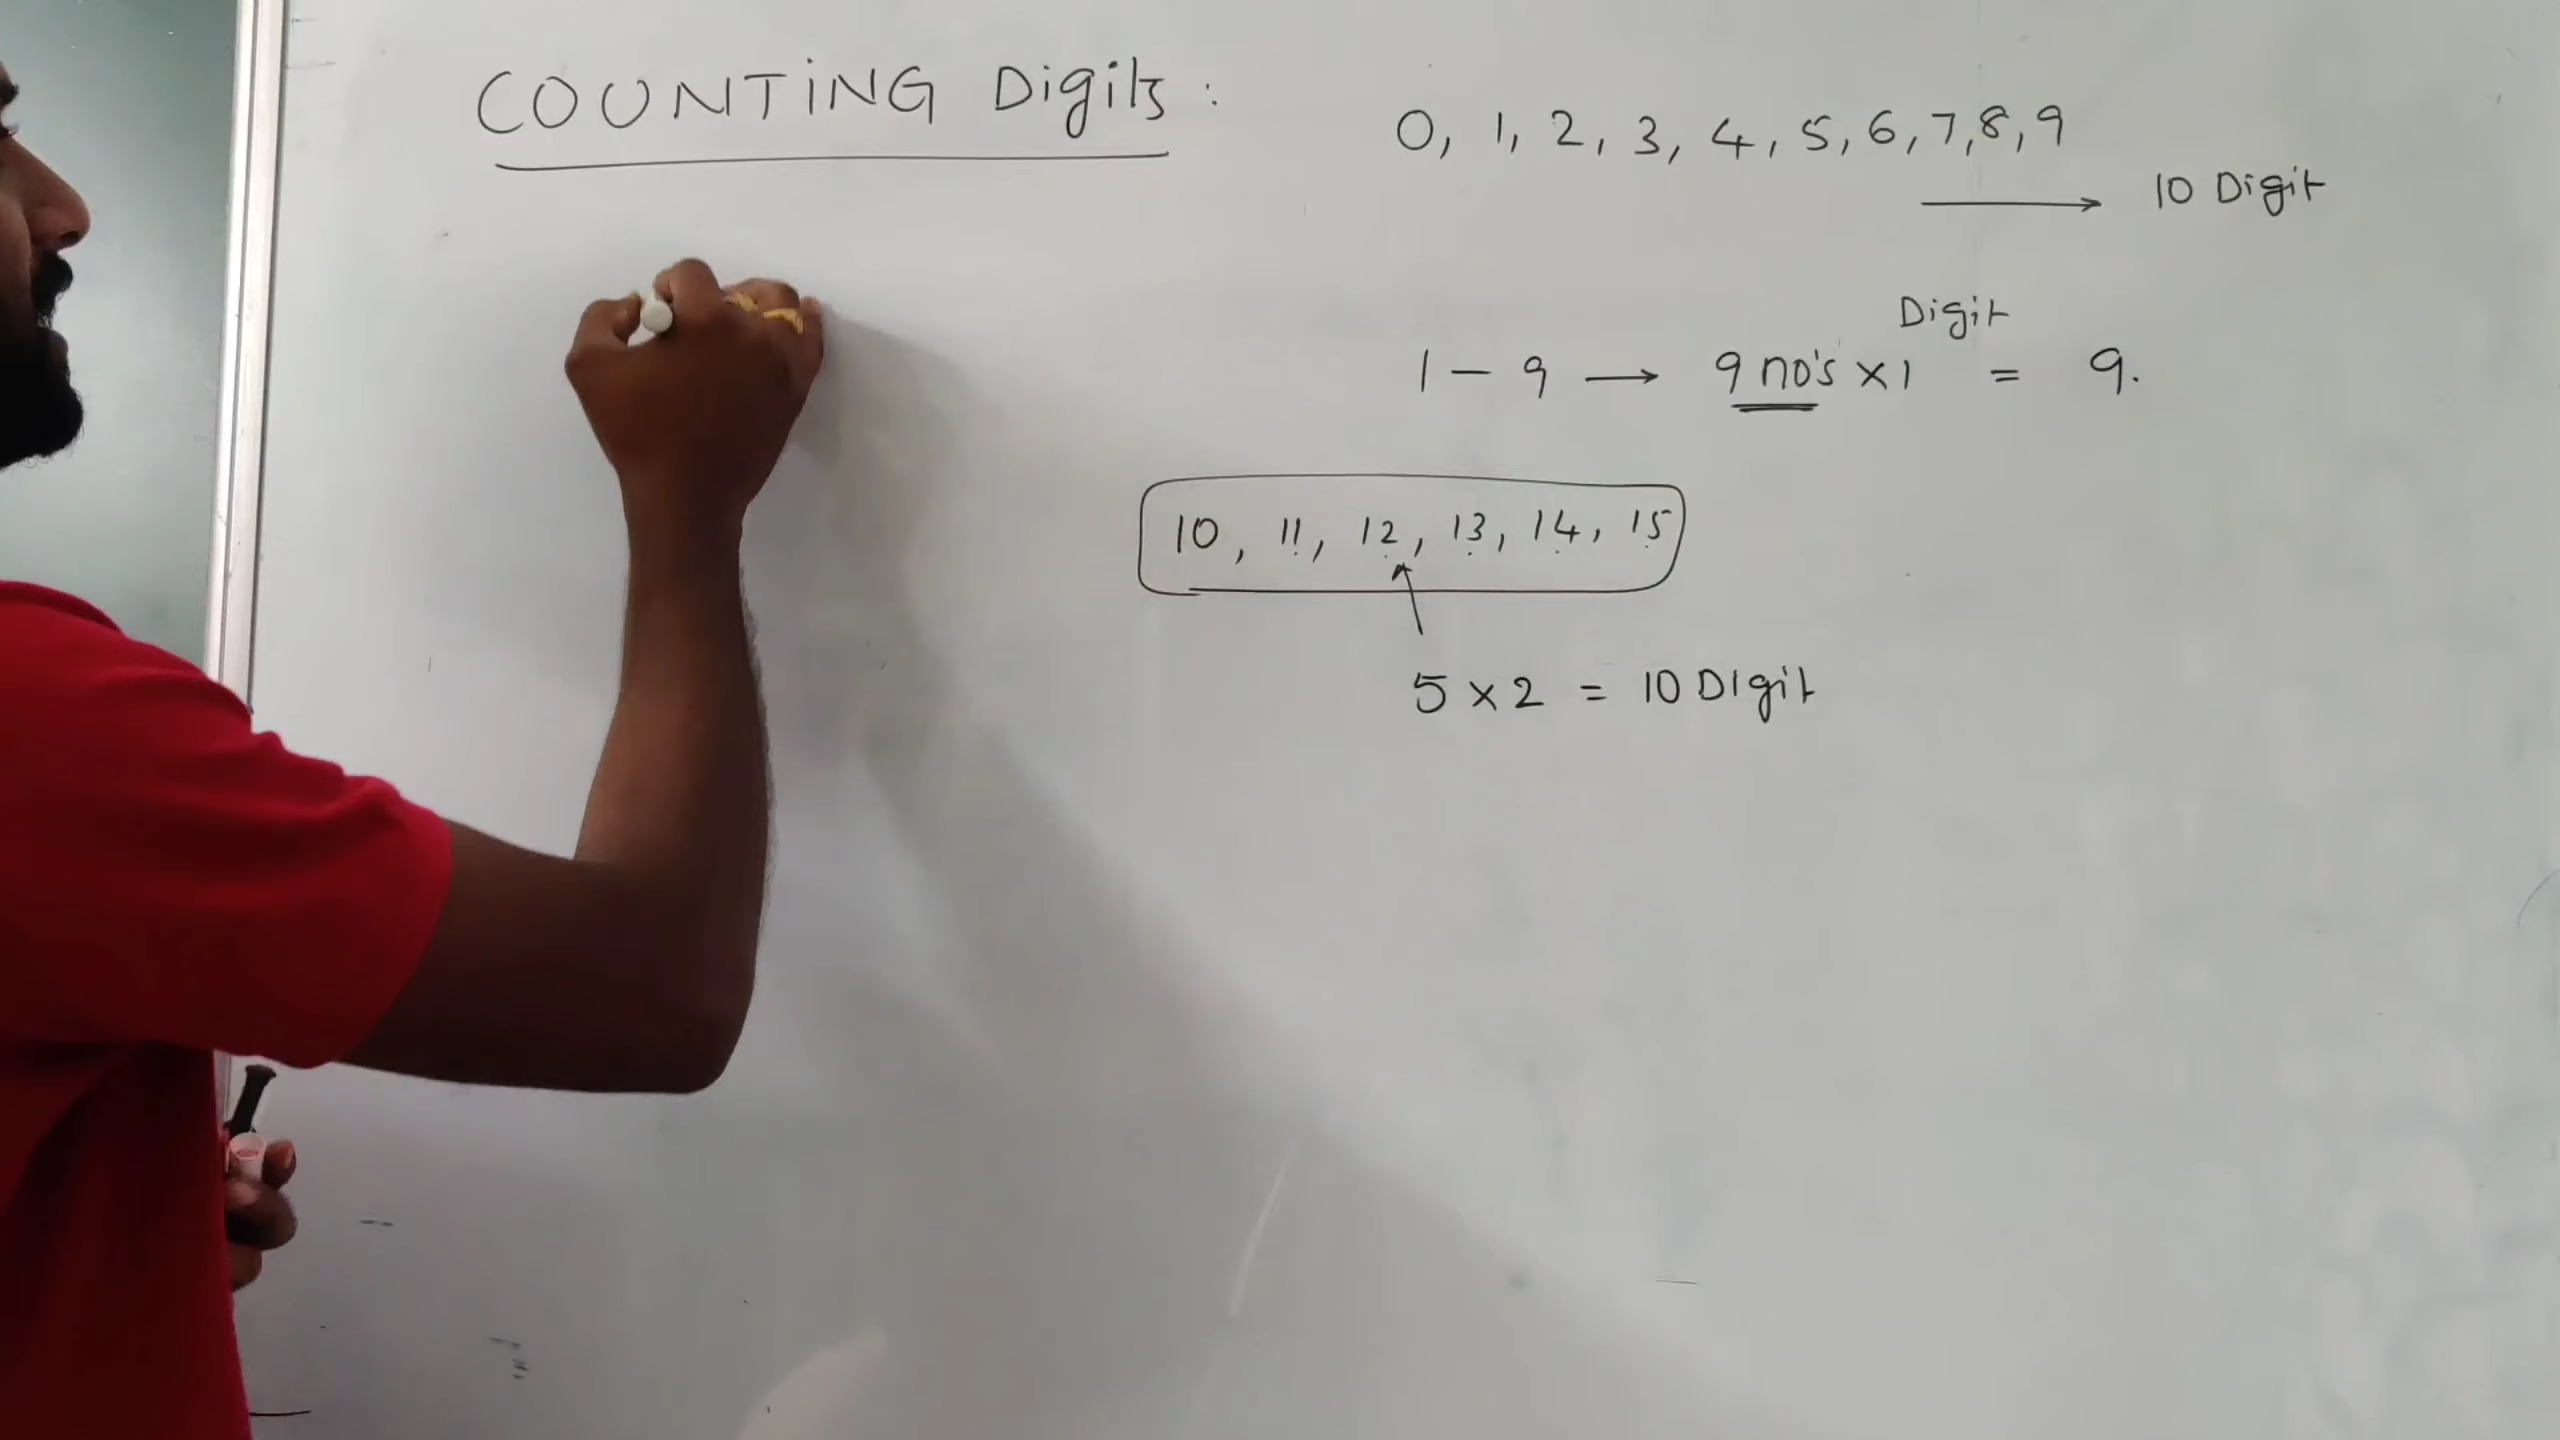 COUNTING Digits :
0, 1, 2, 3, 4, 5, 6, 7, 8, 9
→ 10 Digit
Digit
1 – 9 → 9 no's × 1 = 9.
10, 11, 12, 13, 14, 15
5 × 2 = 10 DIgit